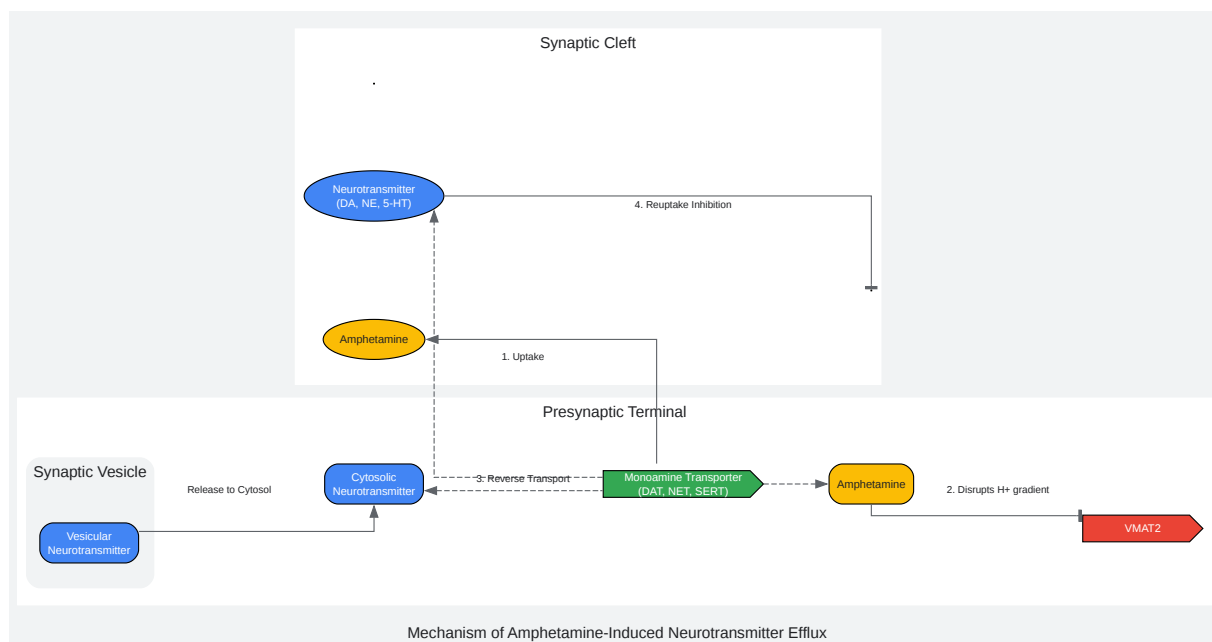 Synaptic Cleft
Neurotransmitter
(DA, NE, 5-HT)
4. Reuptake Inhibition
Amphetamine
1. Uptake
Presynaptic Terminal
Synaptic Vesicle
Release to Cytosol
Cytosolic
Neurotransmitter
3. Reverse Transport
Monoamine Transporter
(DAT, NET, SERT)
Amphetamine
2. Disrupts H+ gradient
Vesicular
Neurotransmitter
VMAT2
Mechanism of Amphetamine-Induced Neurotransmitter Efflux